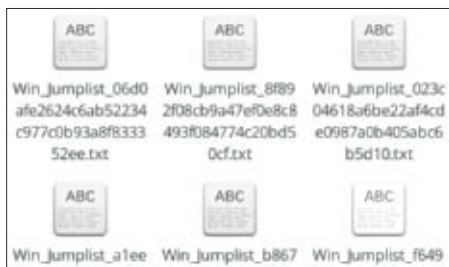 ABC ABC ABC
Win_Jumplist_06d0 Win_Jumplist_8f89 Win_Jumplist_023c
afe2624c6ab52234 2f08cb9a47ef0e8c8 04618a6be22af4cd
c977c0b93a8f8333 493f084774c20bd5 e0987a0b405abc6
52ee.txt 0cf.txt b5d10.txt
ABC ABC ABC
Win_Jumplist_a1ee Win_Jumplist_b867 Win_Jumplist_f649